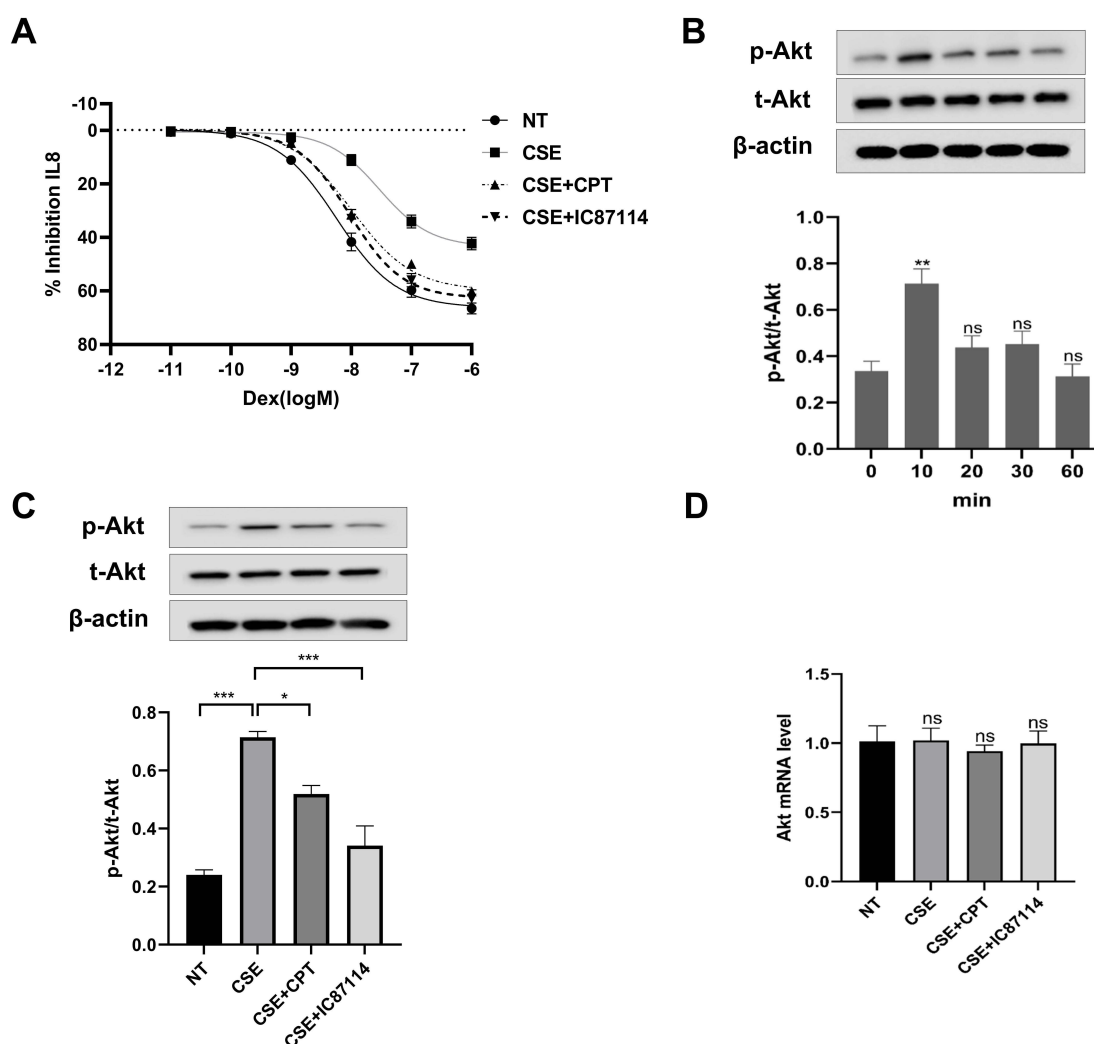 A
-10
0
20
40
60
80
% Inhibition IL8
-12 -11 -10 -9 -8 -7 -6
Dex(logM)
NT
CSE
CSE+CPT
CSE+IC87114
B
p-Akt
t-Akt
β-actin
1.0
0.8
0.6
0.4
0.2
0.0
p-Akt/t-Akt
** ns ns ns
0 10 20 30 60
min
C
p-Akt
t-Akt
β-actin
***
*** *
0.8
0.6
0.4
0.2
0.0
p-Akt/t-Akt
NT CSE CSE+CPT CSE+IC87114
D
1.5
1.0
0.5
0.0
Akt mRNA level
ns ns ns
NT CSE CSE+CPT CSE+IC87114